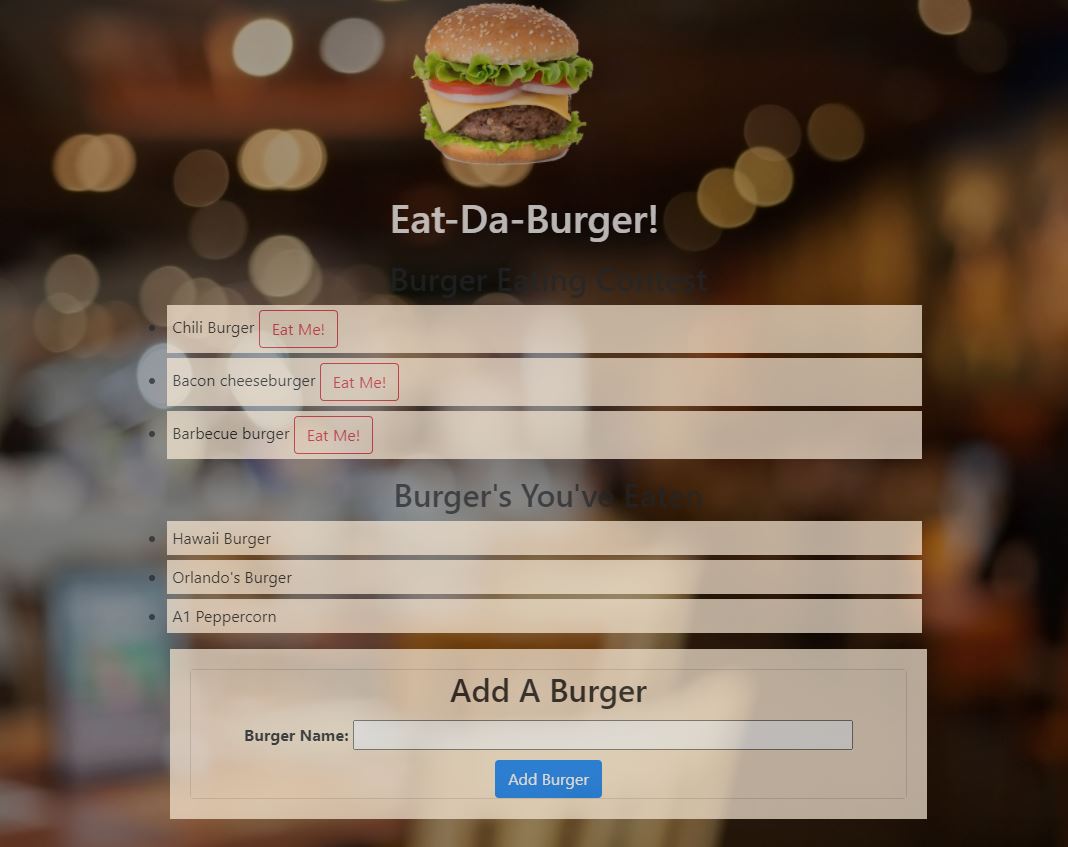 Eat-Da-Burger!
Burger Eating Contest
Chili Burger Eat Me!
Bacon cheeseburger Eat Me!
Barbecue burger Eat Me!
Burger's You've Eaten
Hawaii Burger
Orlando's Burger
A1 Peppercorn
Add A Burger
Burger Name:
Add Burger